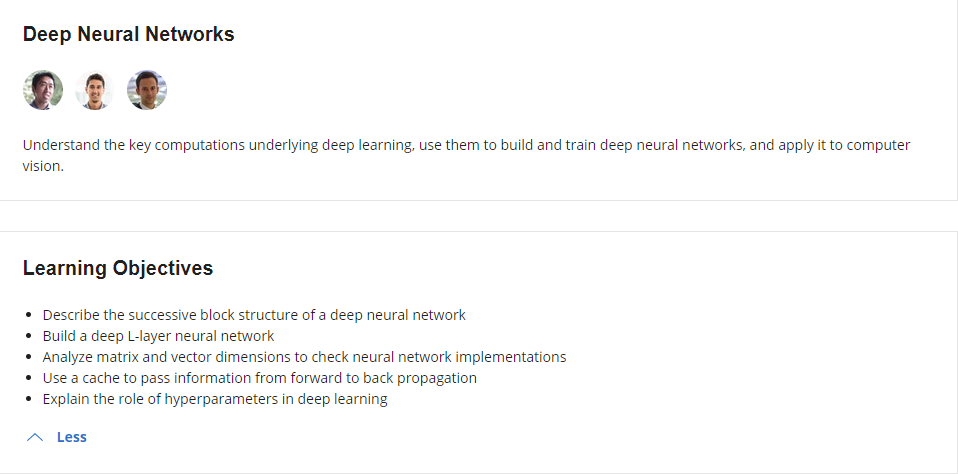 Deep Neural Networks
Understand the key computations underlying deep learning, use them to build and train deep neural networks, and apply it to computer
vision.
Learning Objectives
Describe the successive block structure of a deep neural network
Build a deep L-layer neural network
Analyze matrix and vector dimensions to check neural network implementations
Use a cache to pass information from forward to back propagation
Explain the role of hyperparameters in deep learning
Less